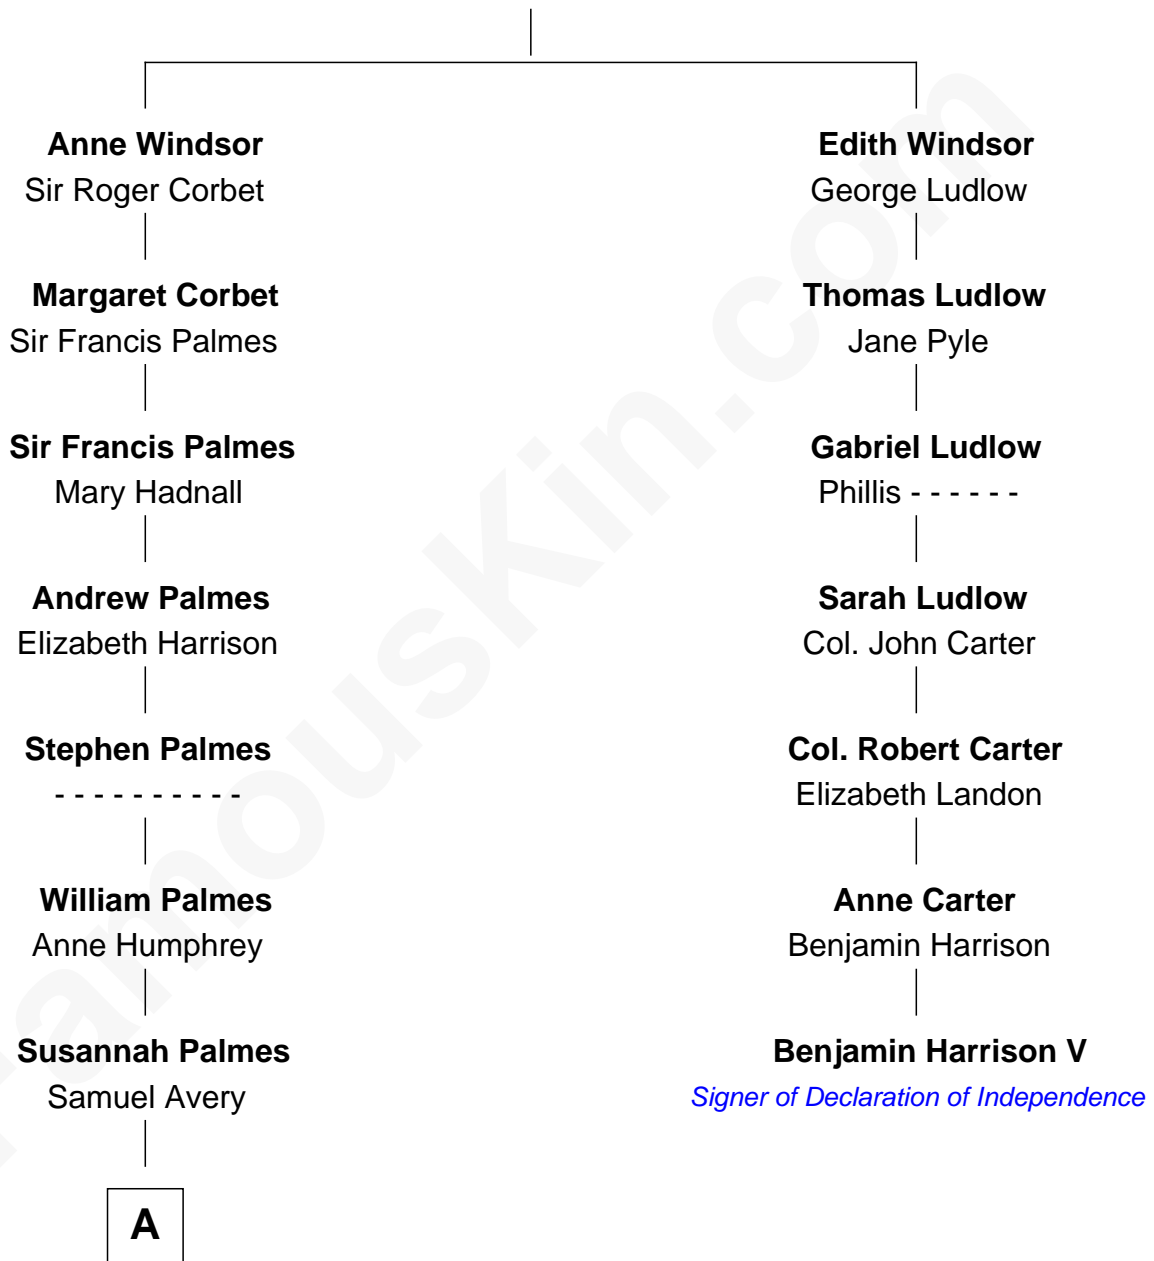 Anne Windsor
Sir Roger Corbet
Margaret Corbet
Sir Francis Palmes
Sir Francis Palmes
Mary Hadnall
Andrew Palmes
Elizabeth Harrison
Stephen Palmes
- - - - - - - - - -
William Palmes
Anne Humphrey
Susannah Palmes
Samuel Avery
A
Edith Windsor
George Ludlow
Thomas Ludlow
Jane Pyle
Gabriel Ludlow
Phillis - - - - - -
Sarah Ludlow
Col. John Carter
Col. Robert Carter
Elizabeth Landon
Anne Carter
Benjamin Harrison
Benjamin Harrison V
Signer of Declaration of Independence
FamousKin.com